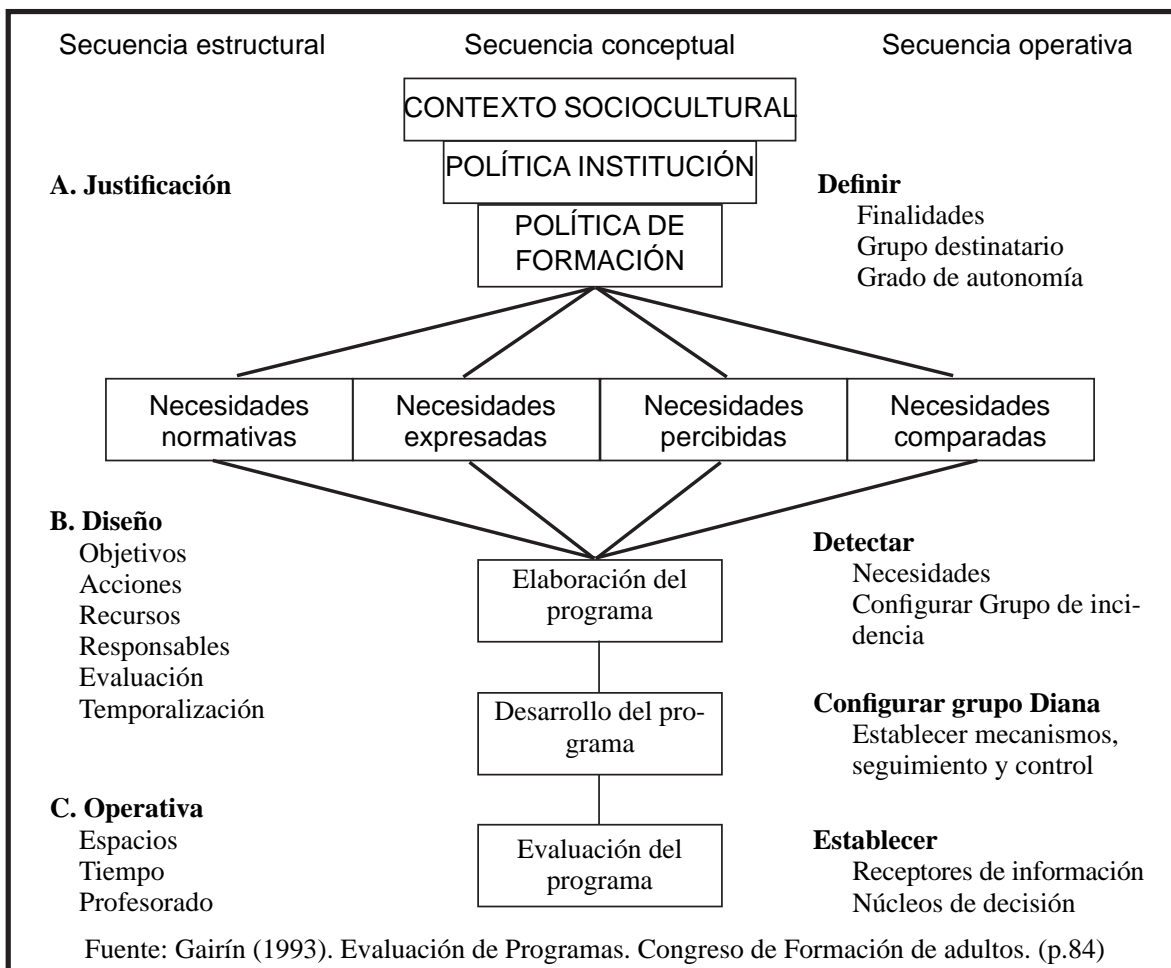 Secuencia estructural
Secuencia conceptual
Secuencia operativa
CONTEXTO SOCIOCULTURAL
POLÍTICA INSTITUCIÓN
A. Justificación
POLÍTICA DE
FORMACIÓN
Definir
Finalidades
Grupo destinatario
Grado de autonomía
Necesidades
normativas
Necesidades
expresadas
Necesidades
percibidas
Necesidades
comparadas
B. Diseño
Objetivos
Acciones
Recursos
Responsables
Evaluación
Temporalización
Elaboración del
programa
Detectar
Necesidades
Configurar Grupo de inci-
dencia
Desarrollo del pro-
grama
Configurar grupo Diana
Establecer mecanismos,
seguimiento y control
C. Operativa
Espacios
Tiempo
Profesorado
Evaluación del
programa
Establecer
Receptores de información
Núcleos de decisión
Fuente: Gairín (1993). Evaluación de Programas. Congreso de Formación de adultos. (p.84)